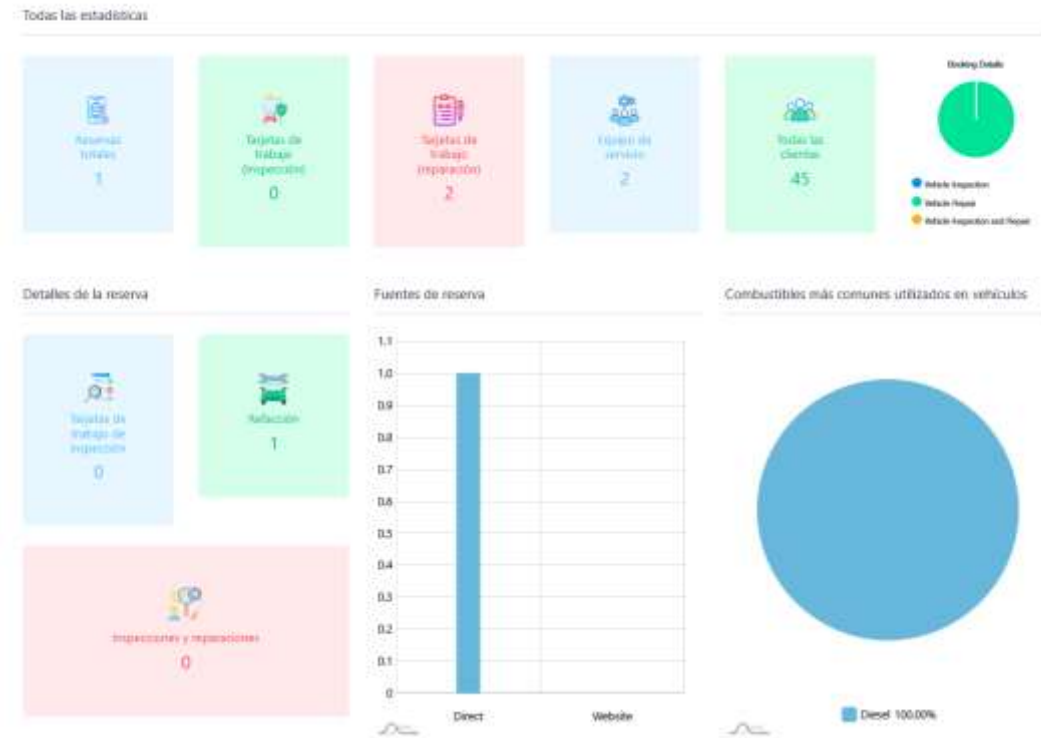 Todas las estadísticas
Reservas
totales
1
Tarjetas de
trabajo
(inspección)
0
Tarjetas de
trabajo
(reparación)
2
Equipo de
servicio
2
Todas las
clientas
45
Booking Details
Vehicle Inspection
Vehicle Repair
Vehicle Inspection and Repair
Detalles de la reserva
Tarjetas de
trabajo de
inspección
0
Refacción
1
Inspecciones y reparaciones
0
Fuentes de reserva
1.1
1.0
0.9
0.8
0.7
0.6
0.5
0.4
0.3
0.2
0.1
0
Direct
Website
Combustibles más comunes utilizados en vehículos
Diesel 100.00%